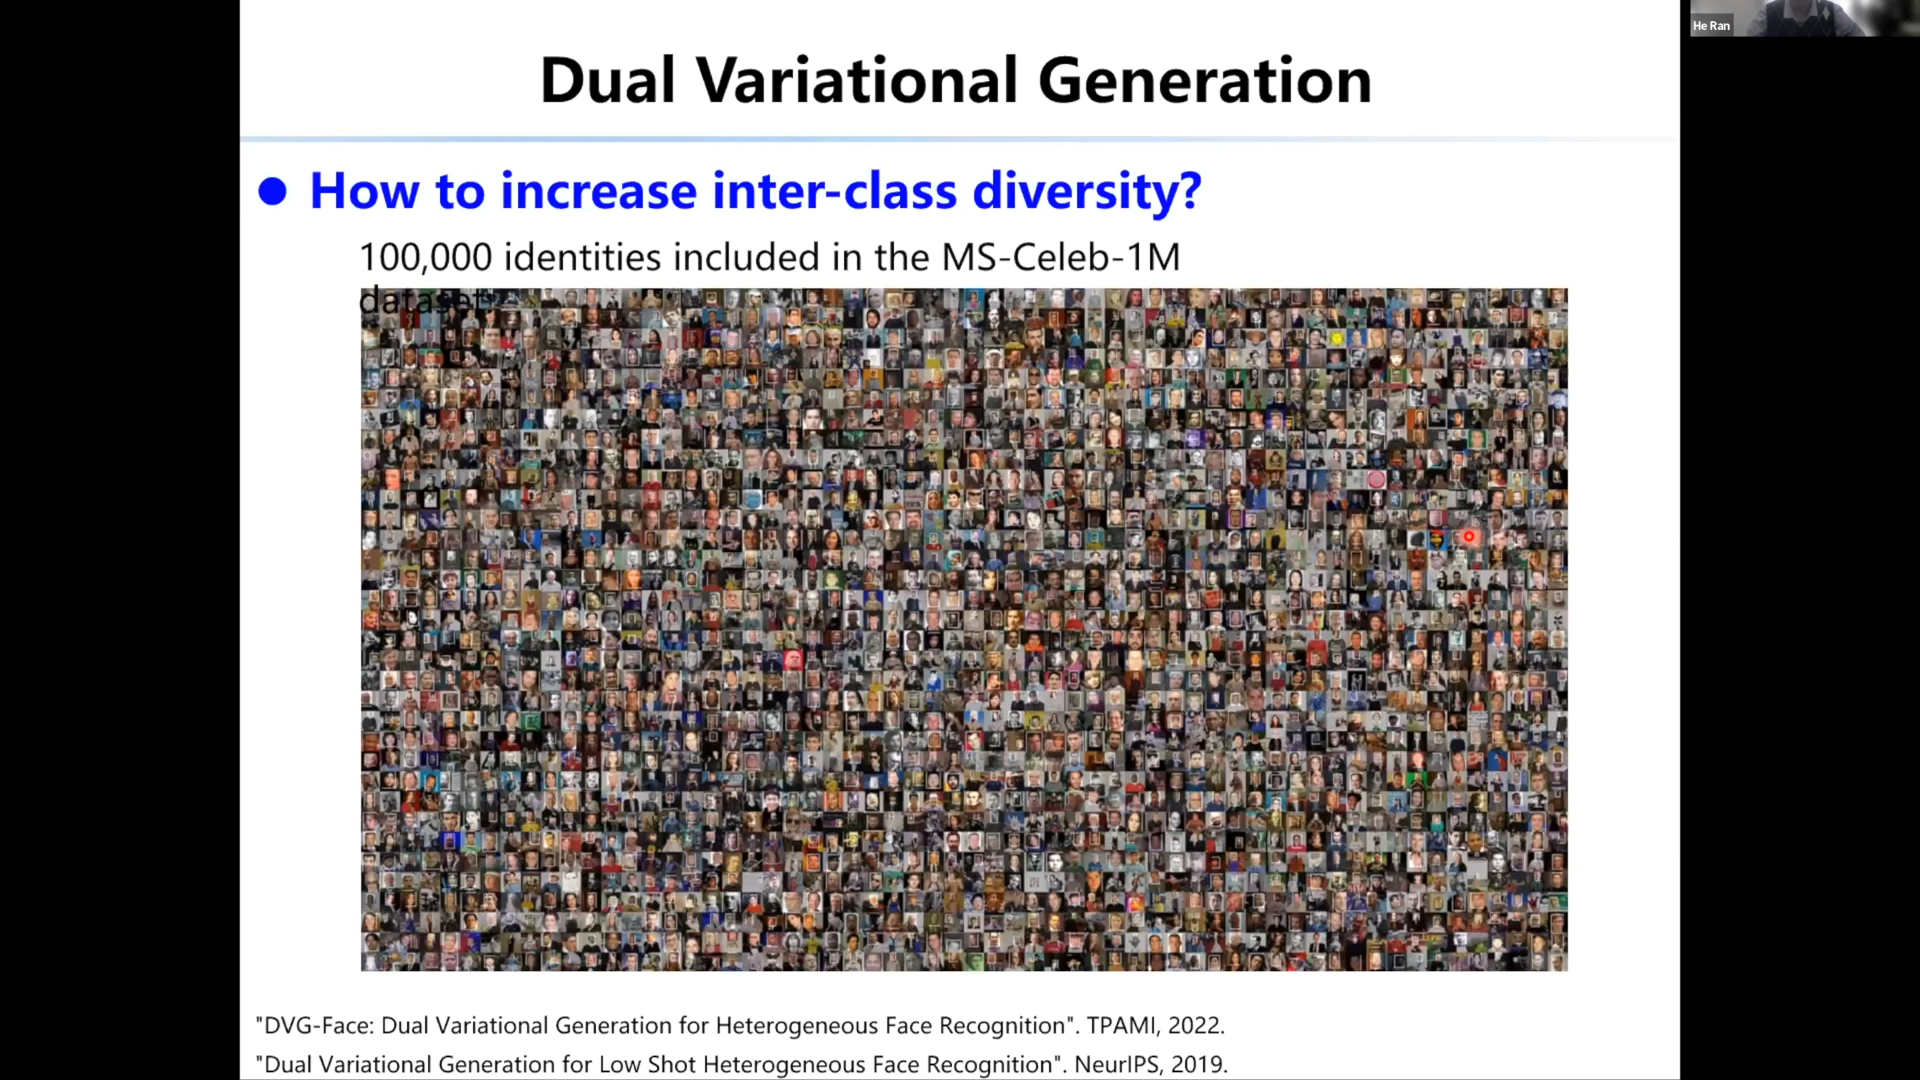 He Ran
Dual Variational Generation
How to increase inter-class diversity?
100,000 identities included in the MS-Celeb-1M
dataset
"DVG-Face: Dual Variational Generation for Heterogeneous Face Recognition". TPAMI, 2022.
"Dual Variational Generation for Low Shot Heterogeneous Face Recognition". NeurIPS, 2019.